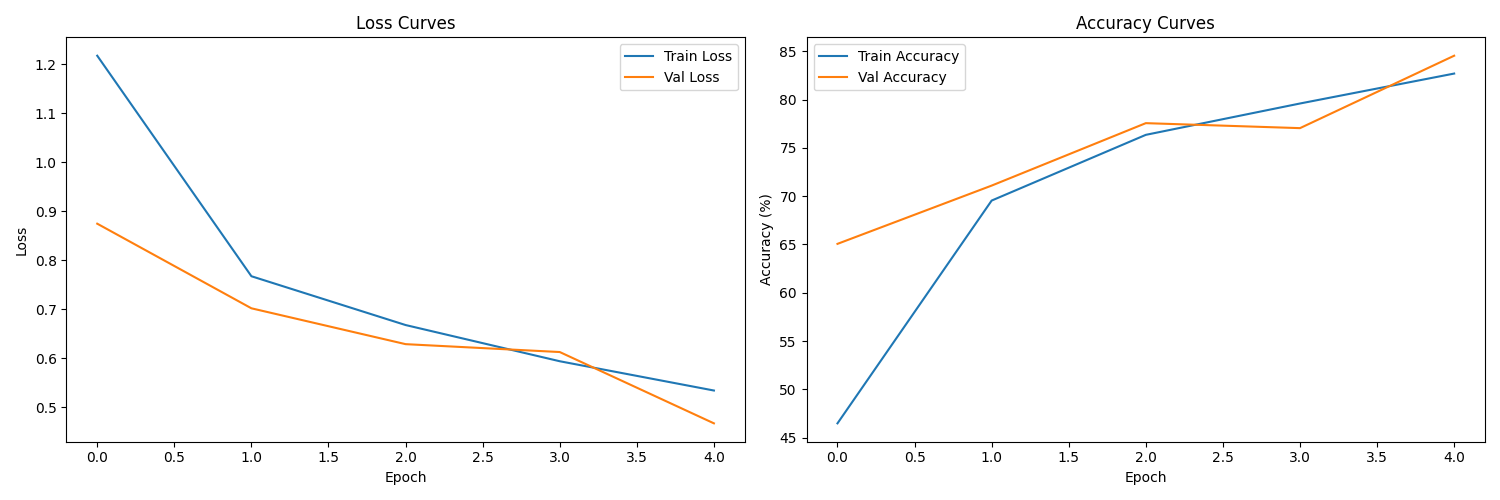 Loss Curves
Train Loss
Val Loss
1.2
1.1
1.0
0.9
0.8
0.7
0.6
0.5
Loss
0.0 0.5 1.0 1.5 2.0 2.5 3.0 3.5 4.0
Epoch
Accuracy Curves
Train Accuracy
Val Accuracy
85
80
75
70
65
60
55
50
45
Accuracy (%)
0.0 0.5 1.0 1.5 2.0 2.5 3.0 3.5 4.0
Epoch